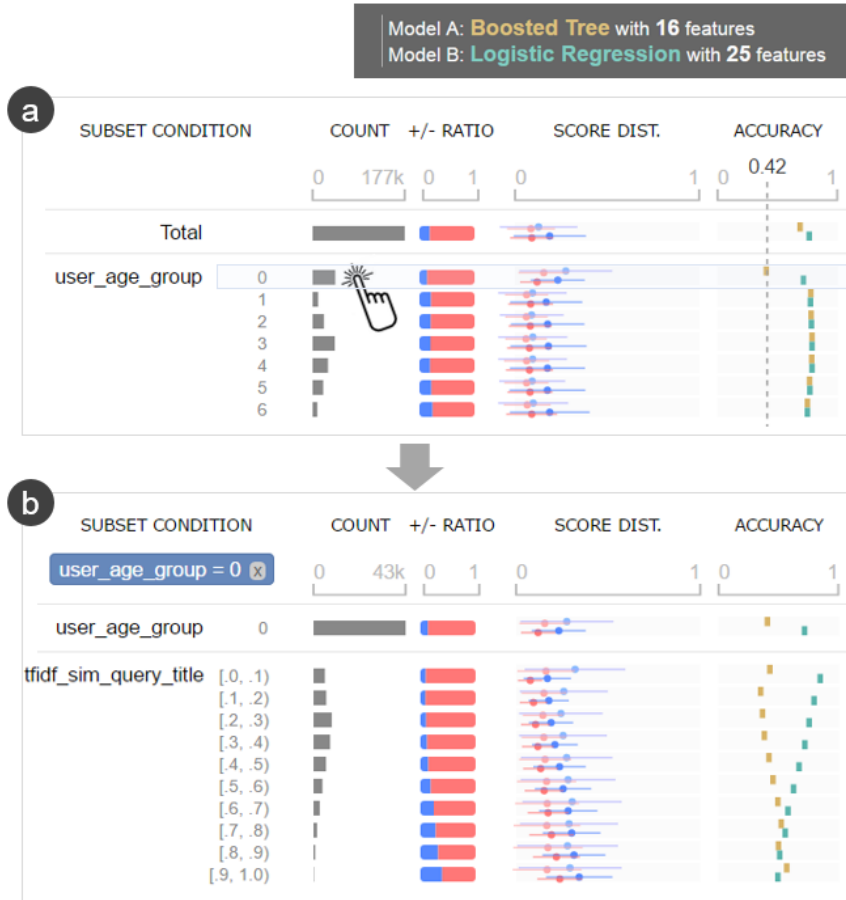 Model A: Boosted Tree with 16 features
Model B: Logistic Regression with 25 features
a
SUBSET CONDITION COUNT +/- RATIO SCORE DIST. ACCURACY
0.42
0 177k 0 1 0 1 0 1
Total
user_age_group 0
1
2
3
4
5
6
b
SUBSET CONDITION COUNT +/- RATIO SCORE DIST. ACCURACY
user_age_group = 0 x
0 43k 0 1 0 1 0 1
user_age_group 0
tfidf_sim_query_title [.0, .1)
[.1, .2)
[.2, .3)
[.3, .4)
[.4, .5)
[.5, .6)
[.6, .7)
[.7, .8)
[.8, .9)
[.9, 1.0)